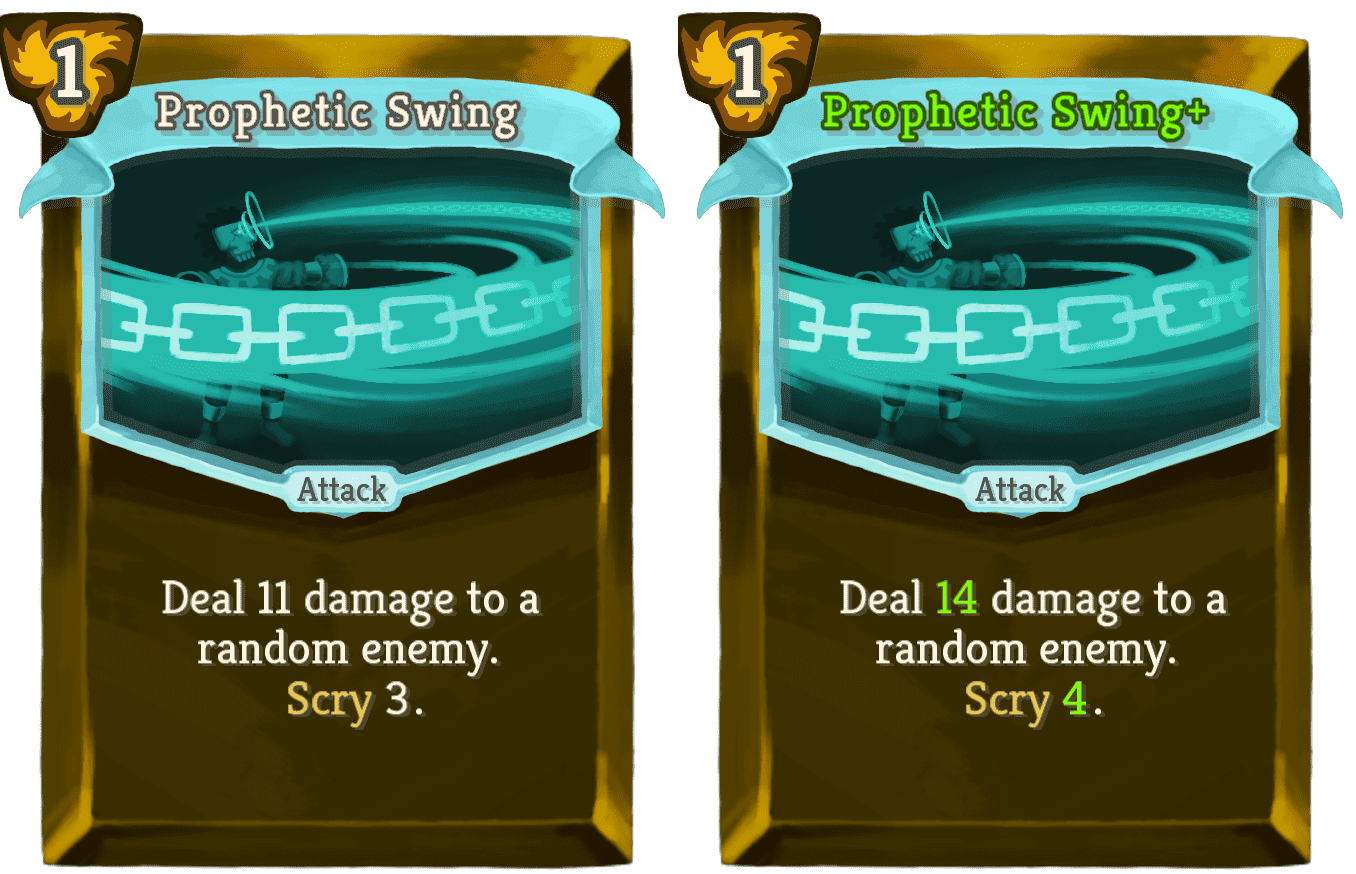 1
Prophetic Swing
Attack
Deal 11 damage to a
random enemy.
Scry 3.
1
Prophetic Swing+
Attack
Deal 14 damage to a
random enemy.
Scry 4.